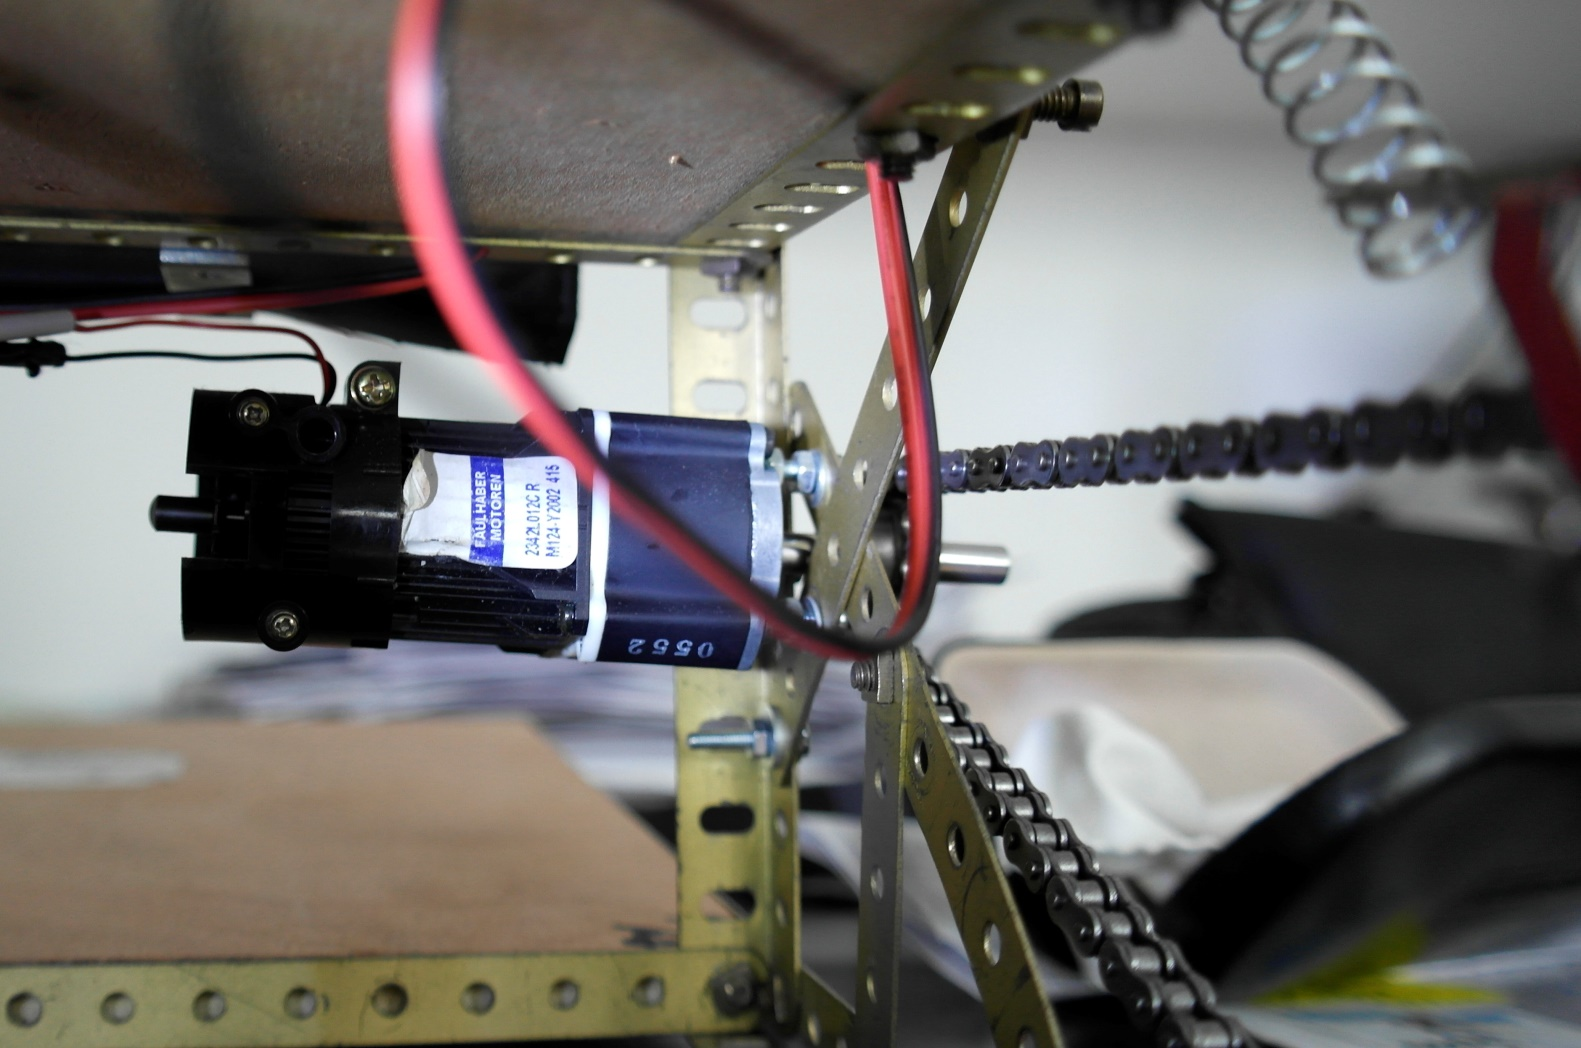 FAULHABER
MOTOREN
2342L012C R
M124-Y2002 415
0552